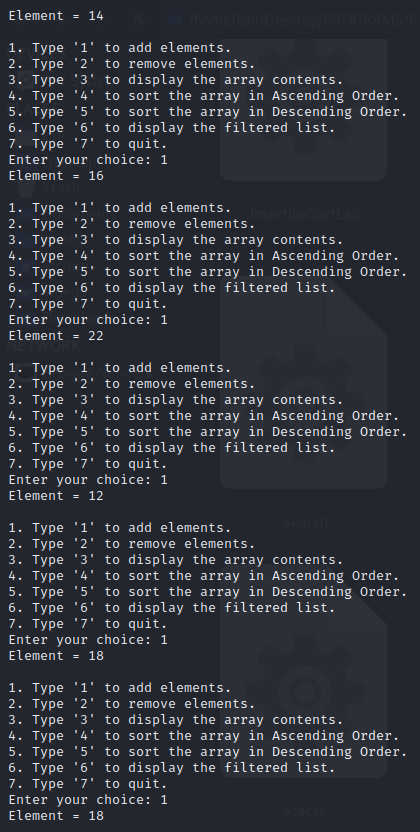 /home/kali/Desktop/PROGRAMS/C
Element = 14
1. Type '1' to add elements.
2. Type '2' to remove elements.
3. Type '3' to display the array contents.
4. Type '4' to sort the array in Ascending Order.
5. Type '5' to sort the array in Descending Order.
6. Type '6' to display the filtered list.
7. Type '7' to quit.
Enter your choice: 1
Element = 16
Trash
1. Type '1' to add elements.
InsertionSortLab
2. Type '2' to remove elements.
3. Type '3' to display the array contents.
4. Type '4' to sort the array in Ascending Order.
5. Type '5' to sort the array in Descending Order.
6. Type '6' to display the filtered list.
7. Type '7' to quit.
Enter your choice: 1
Element = 22
NETWORK
1. Type '1' to add elements.
2. Type '2' to remove elements.
3. Type '3' to display the array contents.
4. Type '4' to sort the array in Ascending Order.
5. Type '5' to sort the array in Descending Order.
6. Type '6' to display the filtered list.
7. Type '7' to quit.
Enter your choice: 1
Element = 12
Search
1. Type '1' to add elements.
2. Type '2' to remove elements.
3. Type '3' to display the array contents.
4. Type '4' to sort the array in Ascending Order.
5. Type '5' to sort the array in Descending Order.
6. Type '6' to display the filtered list.
7. Type '7' to quit.
Enter your choice: 1
Element = 18
1. Type '1' to add elements.
2. Type '2' to remove elements.
3. Type '3' to display the array contents.
4. Type '4' to sort the array in Ascending Order.
5. Type '5' to sort the array in Descending Order.
6. Type '6' to display the filtered list.
7. Type '7' to quit.
Enter your choice: 1
Element = 18
Stacks